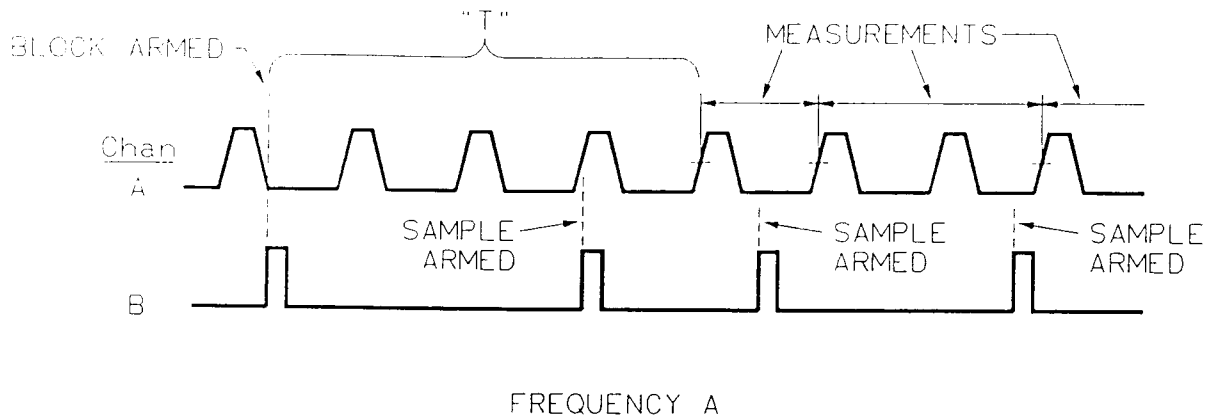 "T"
BLOCK ARMED
MEASUREMENTS
Chan
A
SAMPLE
ARMED
SAMPLE
ARMED
SAMPLE
ARMED
B
FREQUENCY A